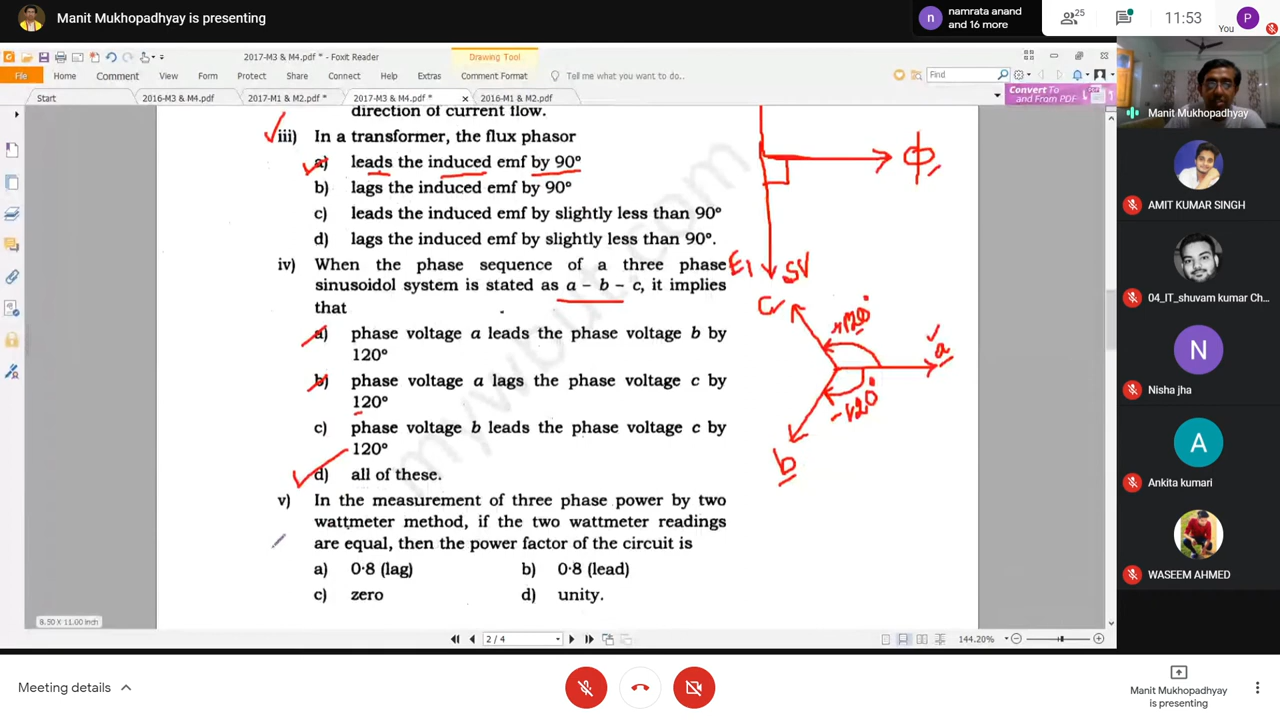 Manit Mukhopadhyay is presenting
namrata anand
and 16 more
25
11:53
You
P
n
2017-M3 & M4.pdf * - Foxit Reader
Drawing Tool
File Home Comment View Form Protect Share Connect Help Extras Comment Format Tell me what you want to do..
Find
Start 2016-M3 & M4.pdf 2017-M1 & M2.pdf * 2017-M3 & M4.pdf * 2016-M1 & M2.pdf
Convert To
and From PDF
direction of current flow.
iii) In a transformer, the flux phasor
a) leads the induced emf by 90°
b) lags the induced emf by 90°
c) leads the induced emf by slightly less than 90°
d) lags the induced emf by slightly less than 90°.
iv) When the phase sequence of a three phase
sinusoidol system is stated as a – b – c, it implies
that
a) phase voltage a leads the phase voltage b by
120°
b) phase voltage a lags the phase voltage c by
120°
c) phase voltage b leads the phase voltage c by
120°
d) all of these.
v) In the measurement of three phase power by two
wattmeter method, if the two wattmeter readings
are equal, then the power factor of the circuit is
a) 0·8 (lag) b) 0·8 (lead)
c) zero d) unity.
mywbut.com
ϕ
E1 SV
C
+120°
a
-120°
b
8.50 X 11.00 inch
2 / 4
144.20%
Manit Mukhopadhyay
AMIT KUMAR SINGH
04_IT_shuvam kumar Ch...
N
Nisha jha
A
Ankita kumari
WASEEM AHMED
Meeting details
Manit Mukhopadhyay
is presenting